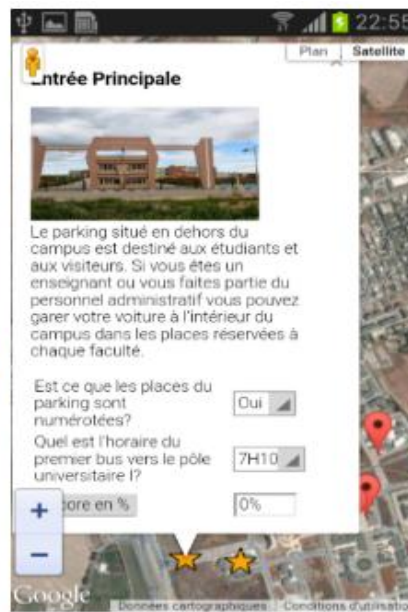 22:55
Plan Satellite
Entrée Principale
Le parking situé en dehors du
campus est destiné aux étudiants et
aux visiteurs. Si vous êtes un
enseignant ou vous faites partie du
personnel administratif vous pouvez
garer votre voiture à l'intérieur du
campus dans les places réservées à
chaque faculté.
Est ce que les places du
parking sont
numérotées?
Oui
Quel est l'horaire du
premier bus vers le pôle
universitaire I?
7H10
core en %
0%
+
−
Google
Données cartographiques Conditions d'utilisation